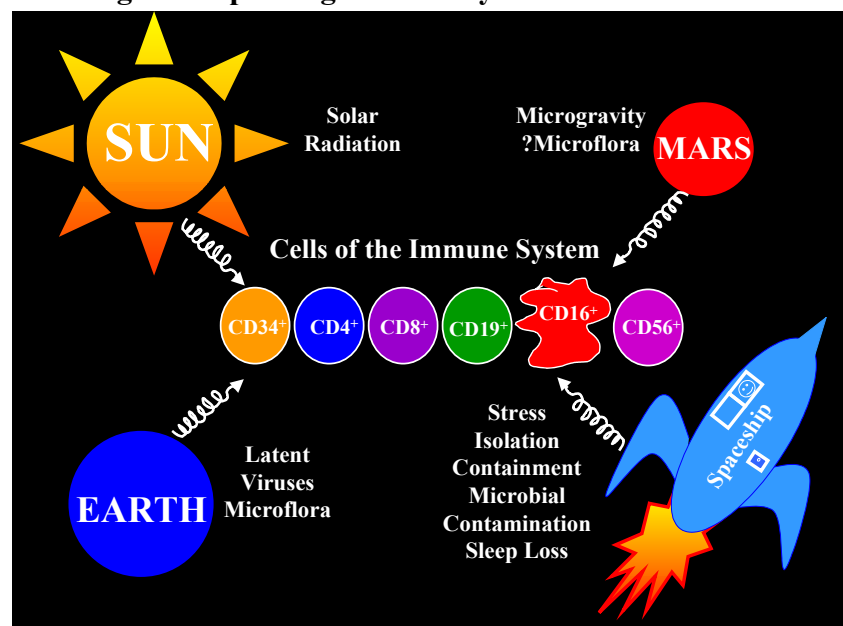 SUN
Solar
Radiation
Microgravity
?Microflora
MARS
Cells of the Immune System
CD34+
CD4+
CD8+
CD19+
CD16+
CD56+
EARTH
Latent
Viruses
Microflora
Stress
Isolation
Containment
Microbial
Contamination
Sleep Loss
Spaceship